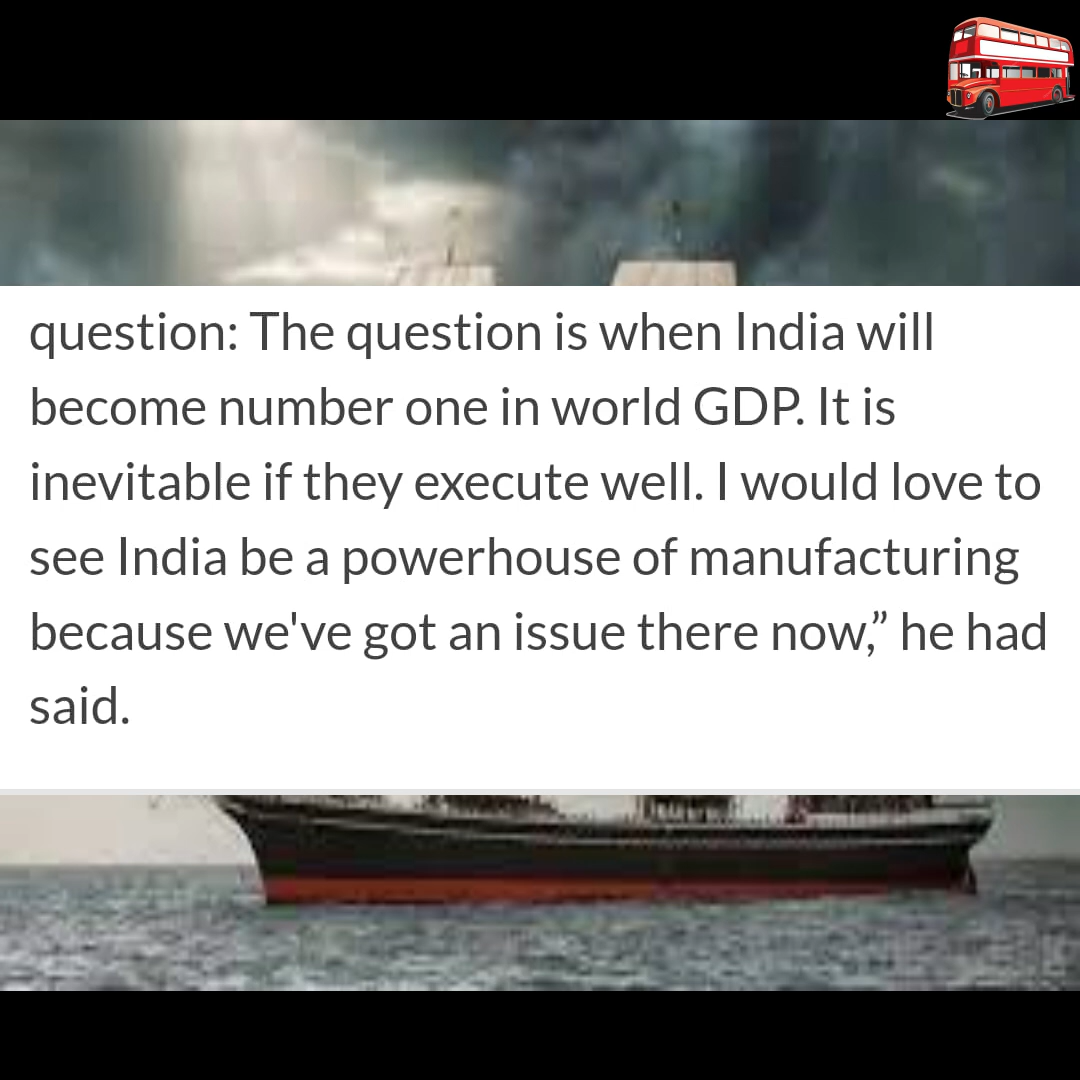 question: The question is when India will
become number one in world GDP. It is
inevitable if they execute well. I would love to
see India be a powerhouse of manufacturing
because we've got an issue there now,” he had
said.